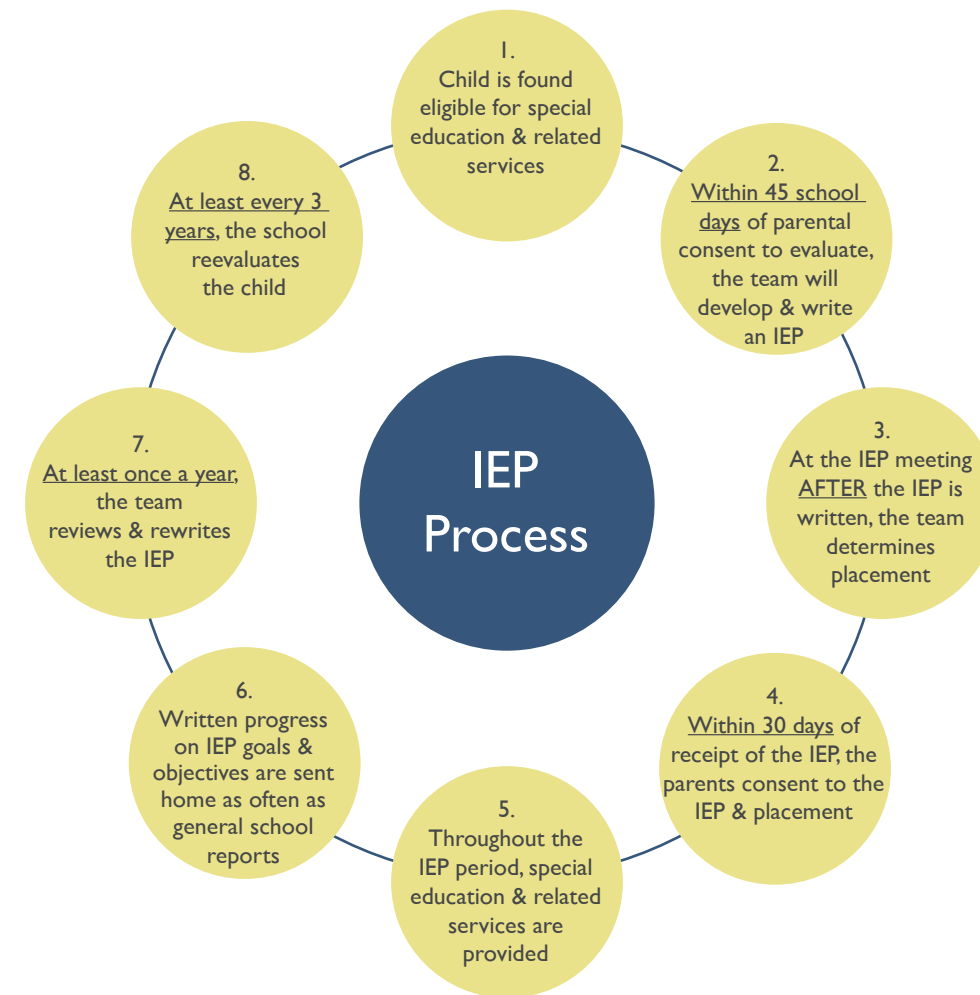 1.
Child is found
eligible for special
education & related
services
2.
Within 45 school
days of parental
consent to evaluate,
the team will
develop & write
an IEP
3.
At the IEP meeting
AFTER the IEP is
written, the team
determines
placement
4.
Within 30 days of
receipt of the IEP, the
parents consent to the
IEP & placement
5.
Throughout the
IEP period, special
education & related
services are
provided
6.
Written progress
on IEP goals &
objectives are sent
home as often as
general school
reports
7.
At least once a year,
the team
reviews & rewrites
the IEP
8.
At least every 3
years, the school
reevaluates
the child
IEP
Process